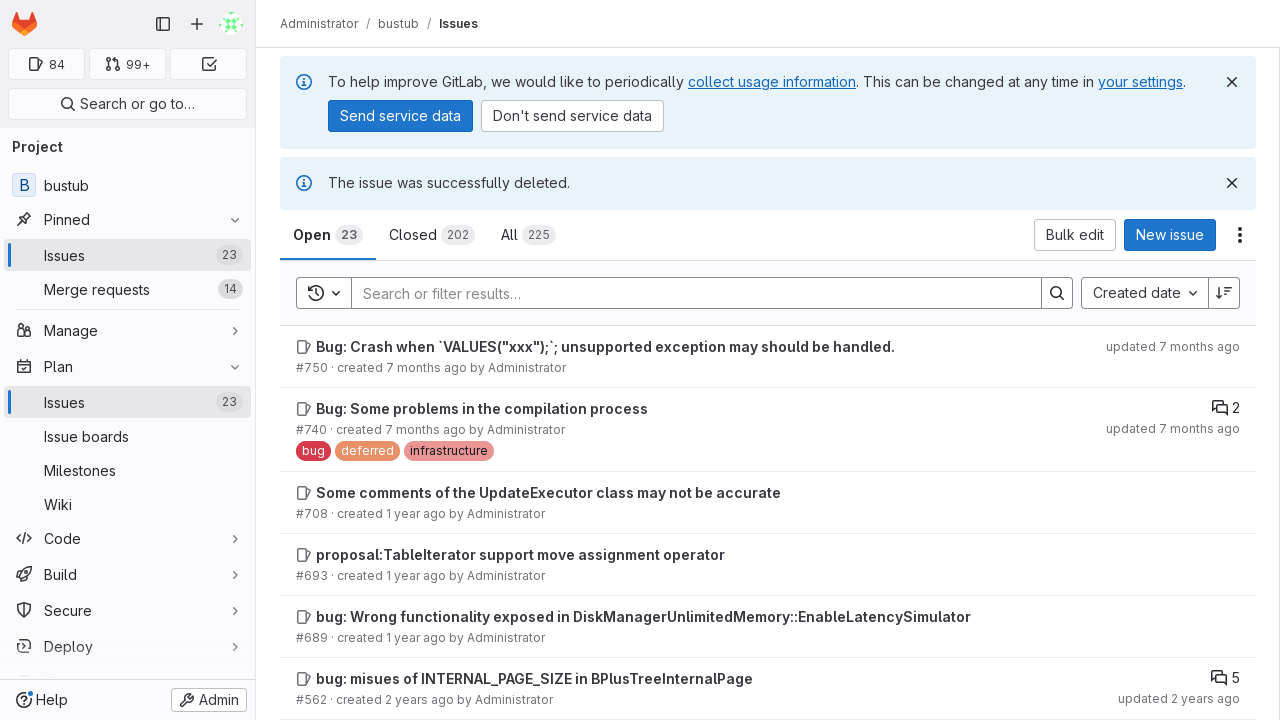 Administrator / bustub / Issues
84
99+
Search or go to…
Project
B bustub
Pinned
Issues 23
Merge requests 14
Manage
Plan
Issues 23
Issue boards
Milestones
Wiki
Code
Build
Secure
Deploy
Help
Admin
To help improve GitLab, we would like to periodically collect usage information. This can be changed at any time in your settings.
Send service data
Don't send service data
The issue was successfully deleted.
Open 23 Closed 202 All 225
Bulk edit New issue
Search or filter results…
Created date
Bug: Crash when `VALUES("xxx");`; unsupported exception may should be handled.
updated 7 months ago
#750 · created 7 months ago by Administrator
Bug: Some problems in the compilation process
2
#740 · created 7 months ago by Administrator
updated 7 months ago
bug deferred infrastructure
Some comments of the UpdateExecutor class may not be accurate
#708 · created 1 year ago by Administrator
proposal:TableIterator support move assignment operator
#693 · created 1 year ago by Administrator
bug: Wrong functionality exposed in DiskManagerUnlimitedMemory::EnableLatencySimulator
#689 · created 1 year ago by Administrator
bug: misues of INTERNAL_PAGE_SIZE in BPlusTreeInternalPage
5
#562 · created 2 years ago by Administrator
updated 2 years ago